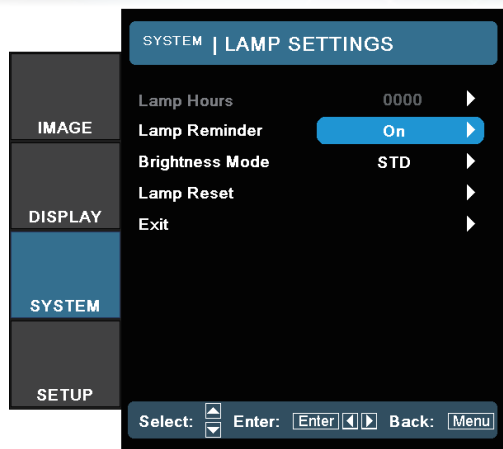 SYSTEM | LAMP SETTINGS
Lamp Hours 0000
Lamp Reminder On
Brightness Mode STD
Lamp Reset
Exit
IMAGE
DISPLAY
SYSTEM
SETUP
Select: Enter: Enter Back: Menu